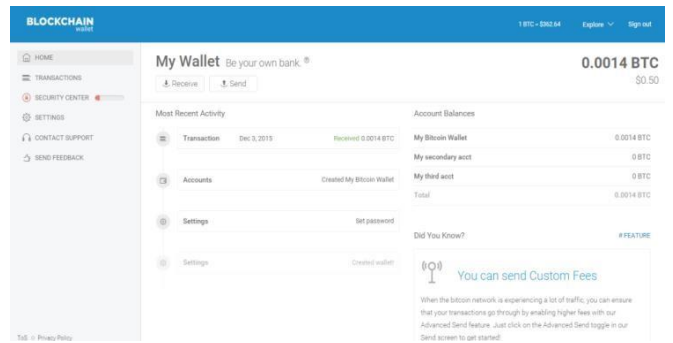 BLOCKCHAIN
wallet
1 BTC = $362.64
Explore
Sign out
HOME
TRANSACTIONS
SECURITY CENTER
SETTINGS
CONTACT SUPPORT
SEND FEEDBACK
ToS
Privacy Policy
My Wallet Be your own bank. ®
0.0014 BTC
$0.50
Receive
Send
Most Recent Activity
Transaction Dec 3, 2015 Received 0.0014 BTC
Accounts Created My Bitcoin Wallet
Settings Set password
Settings Created wallet
Account Balances
My Bitcoin Wallet 0.0014 BTC
My secondary acct 0 BTC
My third acct 0 BTC
Total 0.0014 BTC
Did You Know? # FEATURE
You can send Custom Fees
When the bitcoin network is experiencing a lot of traffic, you can ensure
that your transactions go through by enabling higher fees with our
Advanced Send feature. Just click on the Advanced Send toggle in our
Send screen to get started!